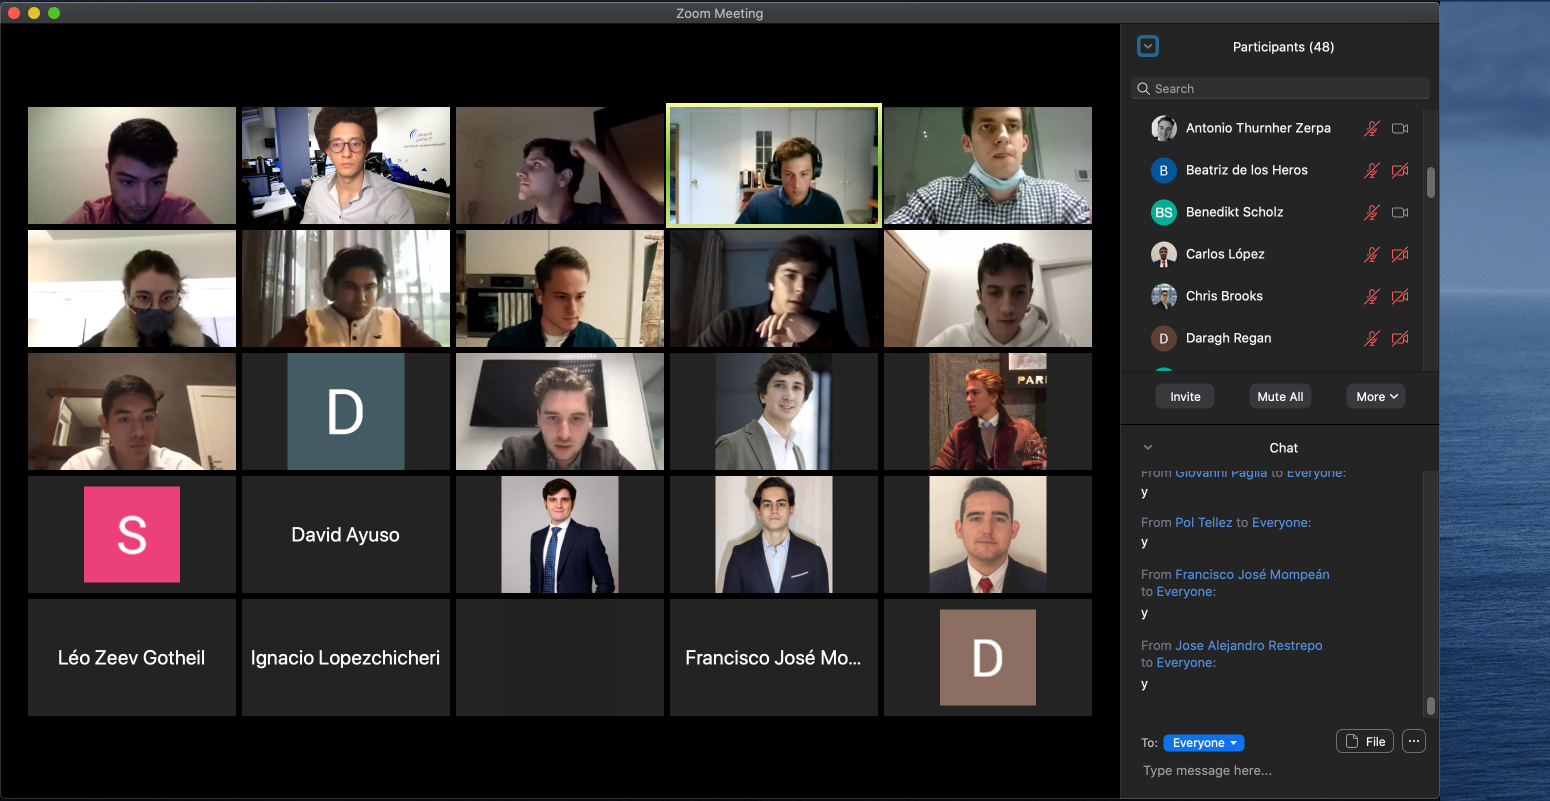 Zoom Meeting
PARI
D
S
David Ayuso
Léo Zeev Gotheil
Ignacio Lopezchicheri
Francisco José Mo...
D
Participants (48)
Search
Antonio Thurnher Zerpa
B
Beatriz de los Heros
BS
Benedikt Scholz
Carlos López
Chris Brooks
D
Daragh Regan
Invite
Mute All
More
Chat
From Giovanni Paglia to Everyone:
y
From Pol Tellez to Everyone:
y
From Francisco José Mompeán
to Everyone:
y
From Jose Alejandro Restrepo
to Everyone:
y
To: Everyone
File
...
Type message here...